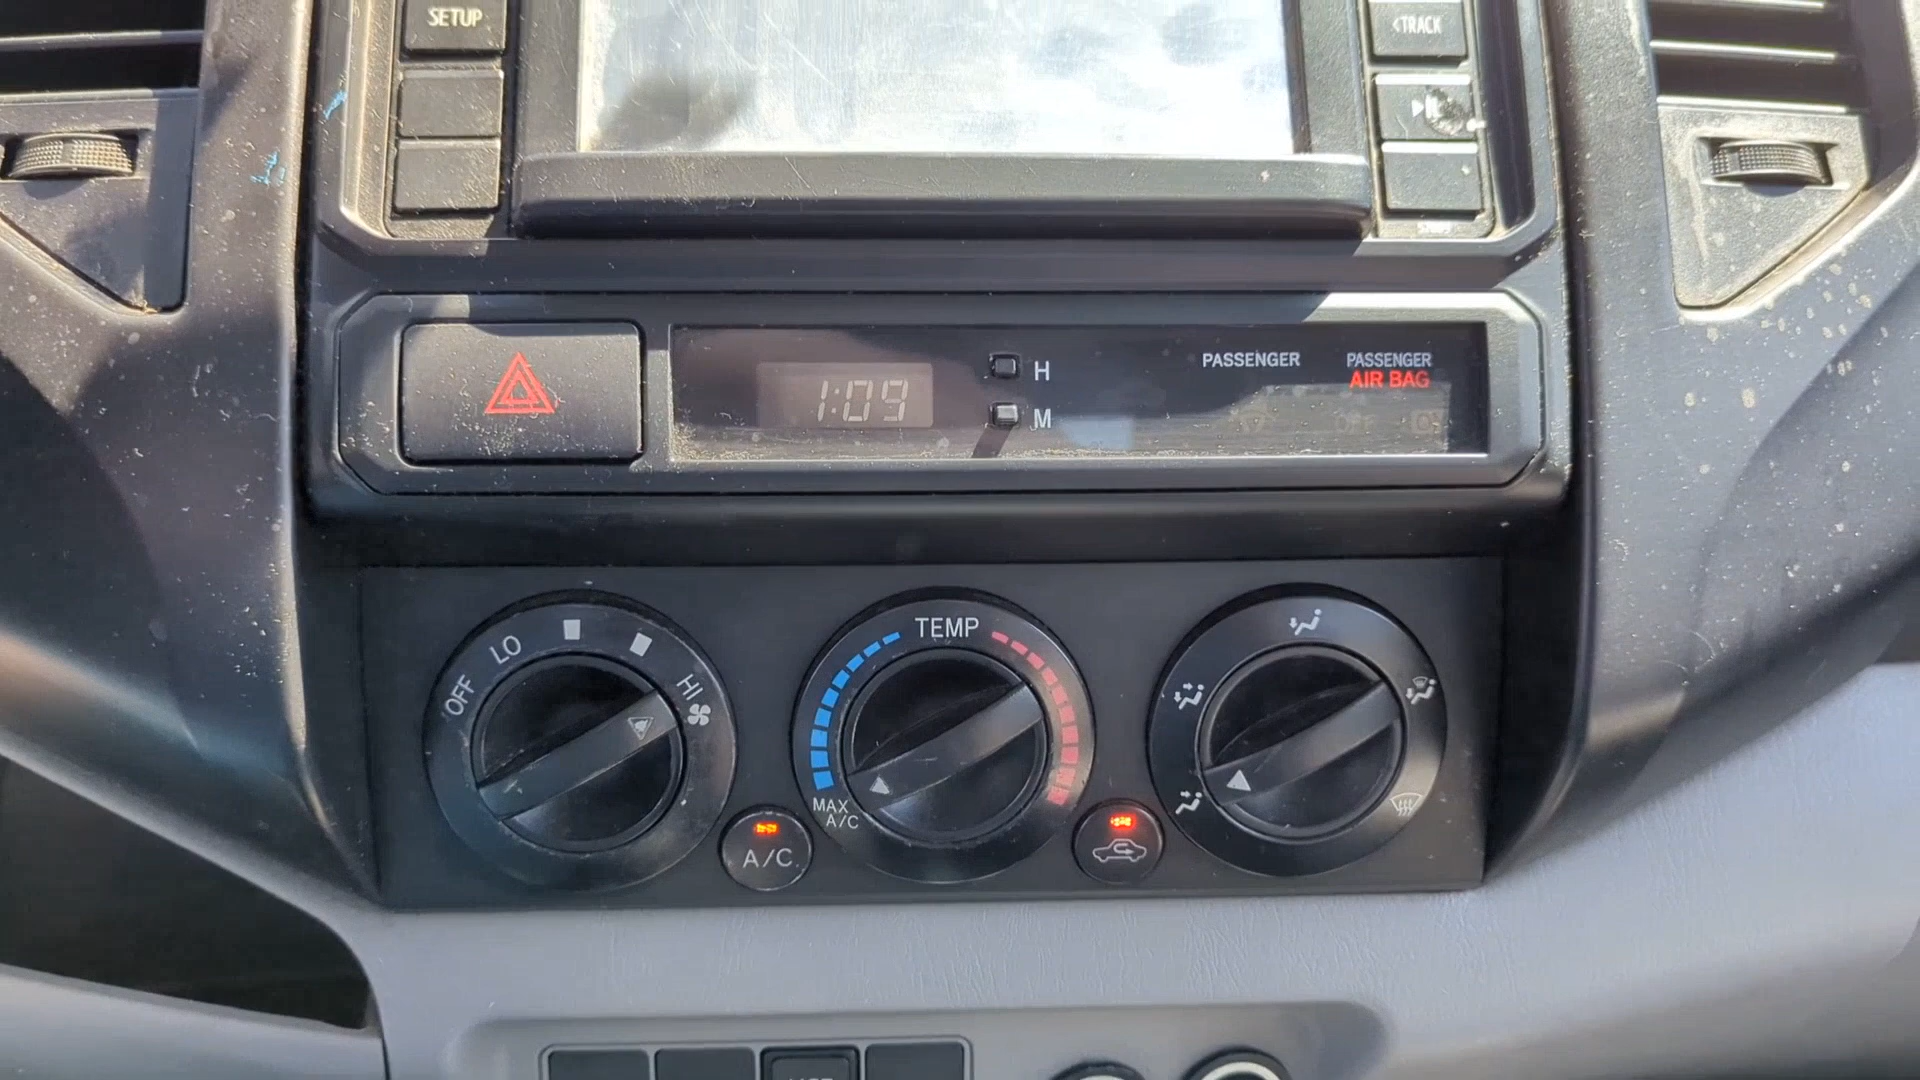 SETUP
<TRACK
1:09
H
M
PASSENGER
PASSENGER
AIR BAG
OFF
LO
HI
TEMP
MAX
A/C
A/C